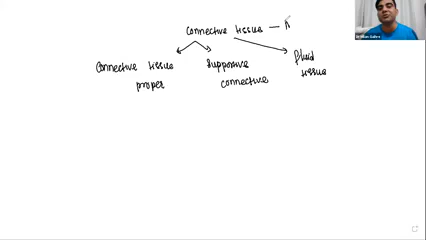 connective tissue —
connective tissue
proper
supportive
connective
fluid
tissue